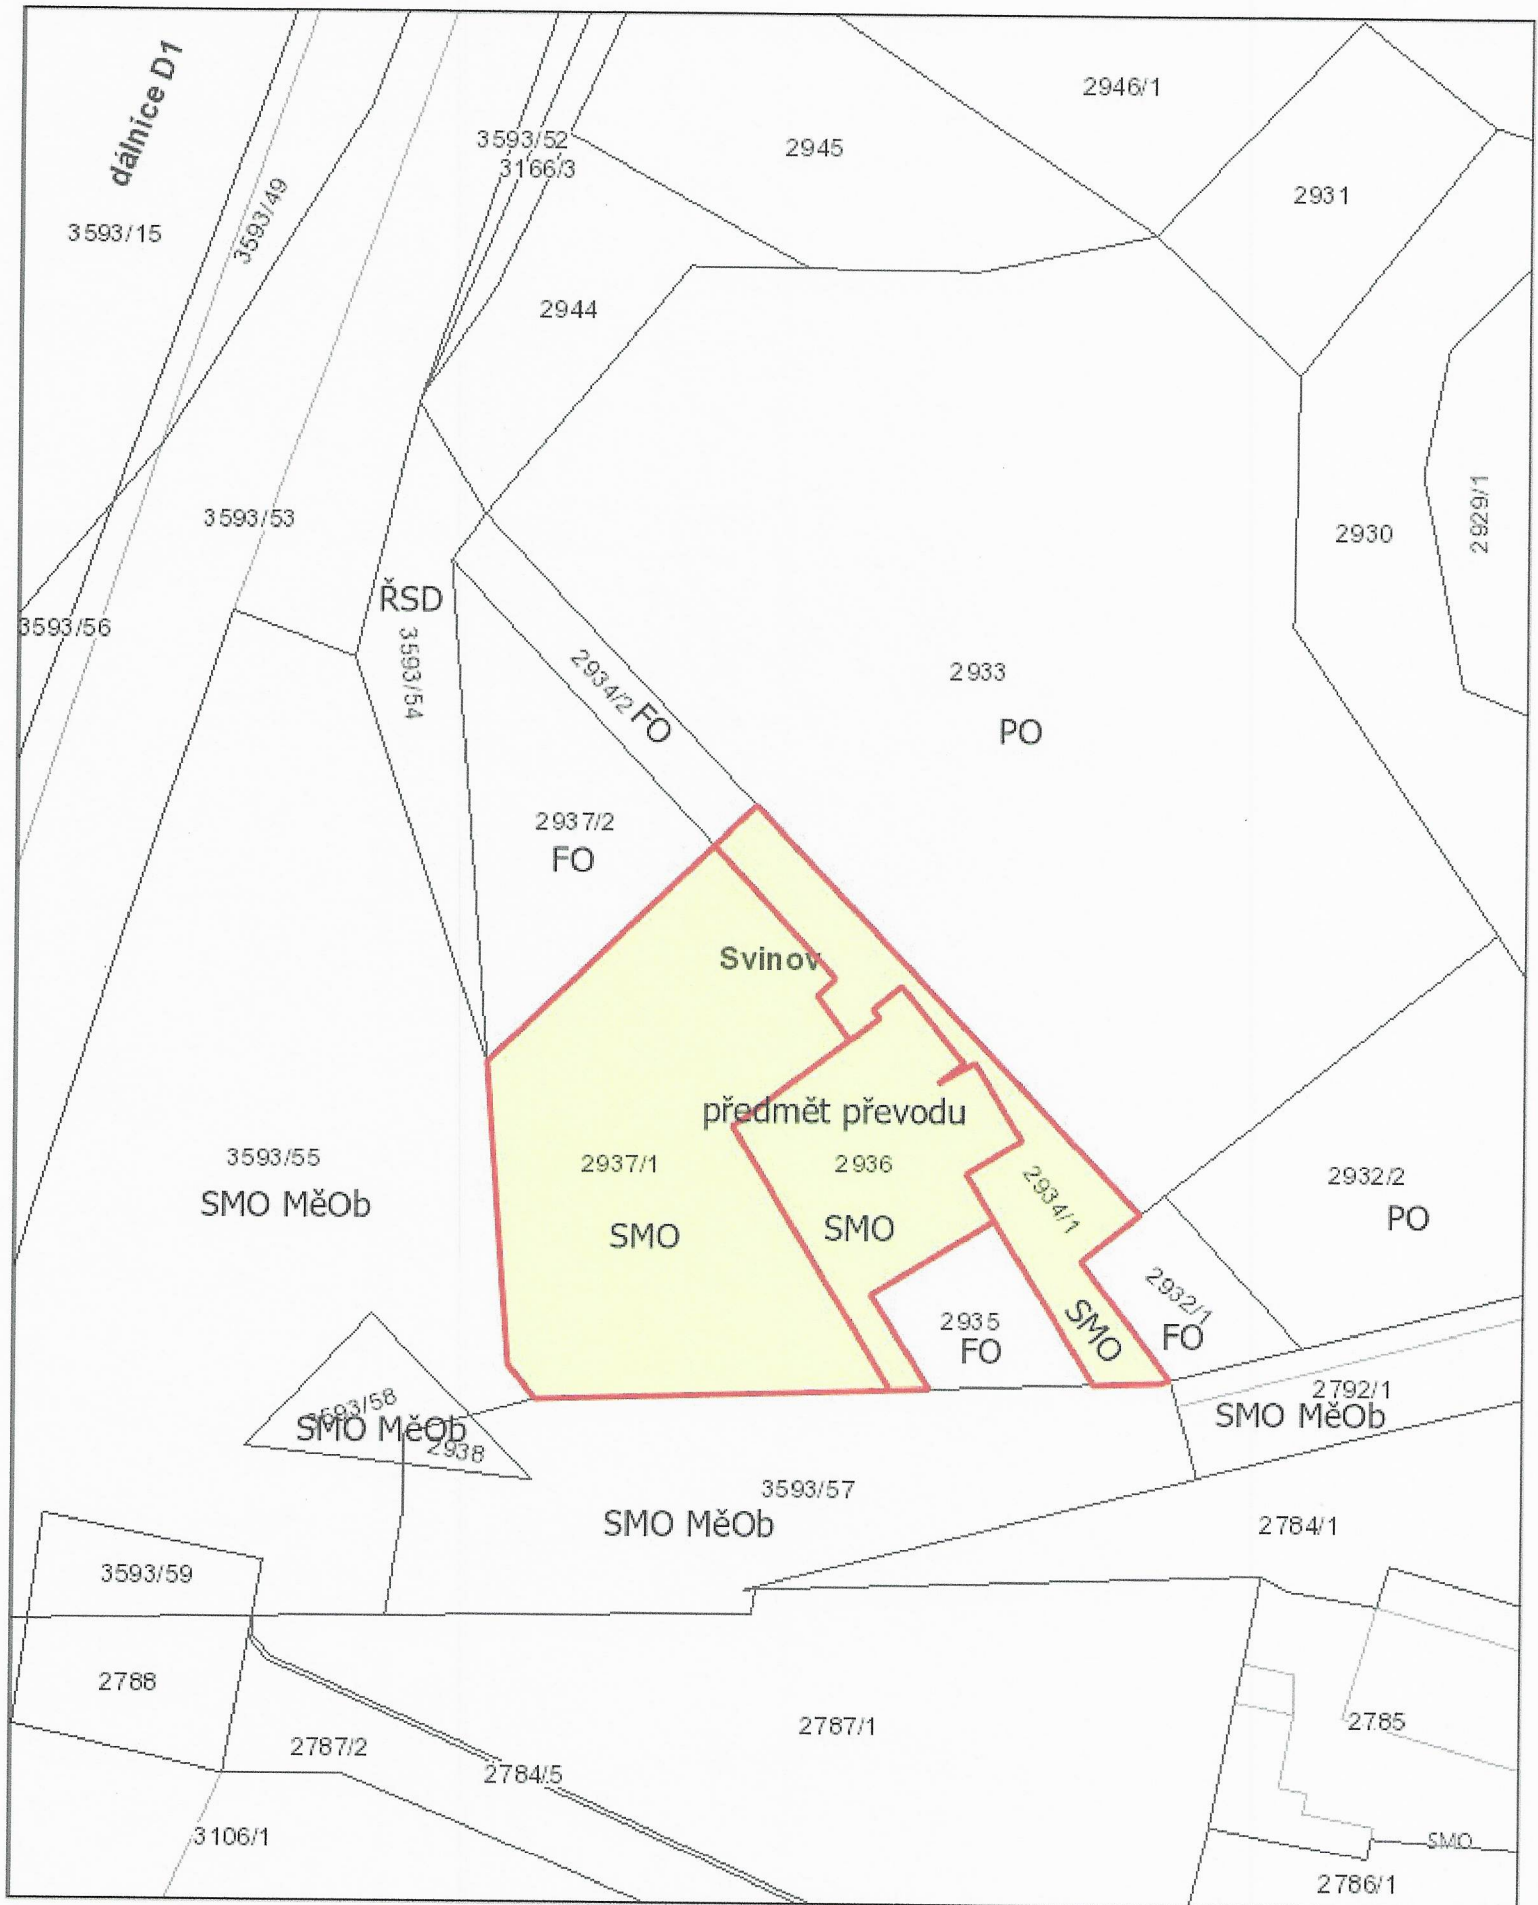 dálnice D1
2946/1
3593/52
2945
3166/3
2931
3593/49
3593/15
2944
3593/53
2930
2929/1
ŘSD
3593/56
3593/54
2934/2 FO
2933
PO
2937/2
FO
Svinov
předmět převodu
3593/55
2937/1
2936
2934/1
2932/2
SMO MěOb
SMO
SMO
PO
2932/1
2935
SMO
FO
FO
3593/58
2792/1
SMO MěOb
SMO MěOb
2938
3593/57
SMO MěOb
2784/1
3593/59
2788
2787/1
2785
2787/2
2784/5
3106/1
SMO
2786/1